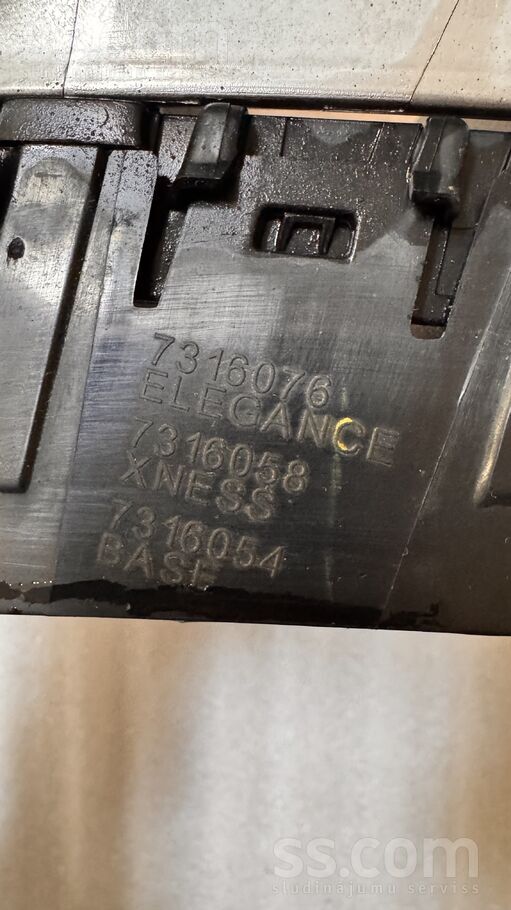 7316076
ELEGANCE
7316058
XNESS
7316054
BASE
ss.com
sludinājumu serviss